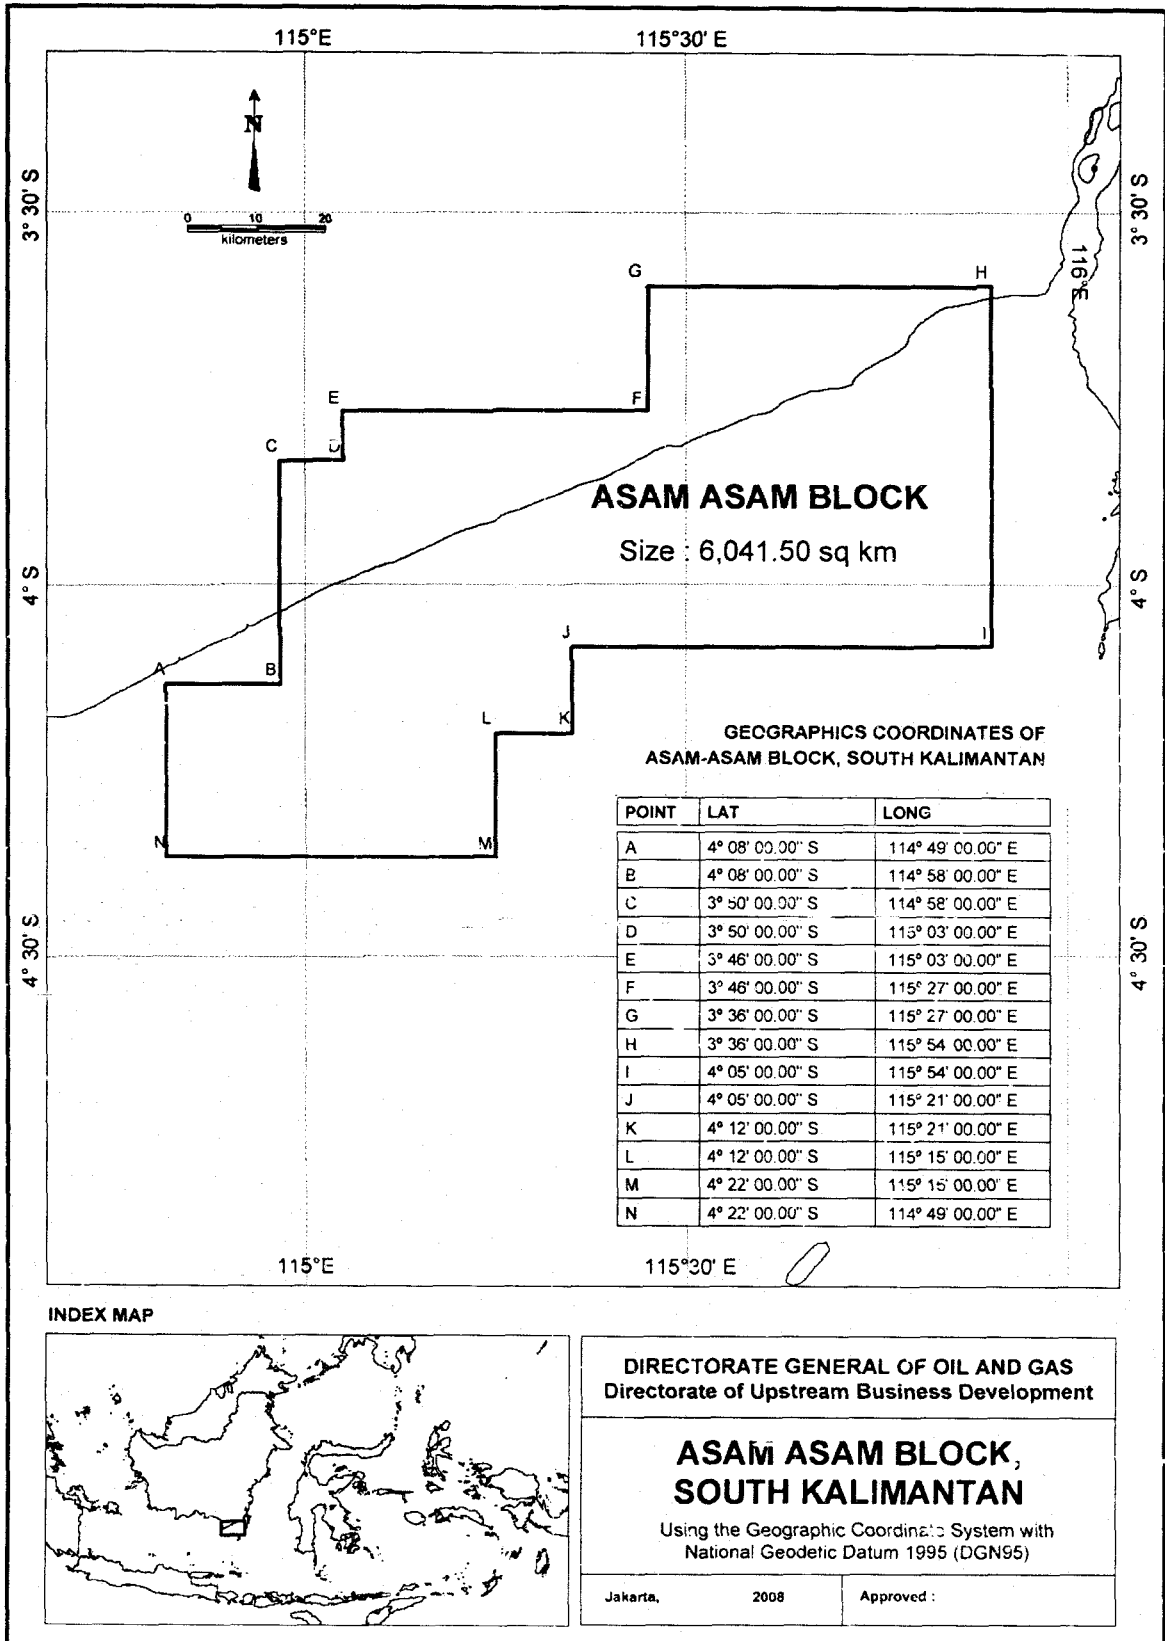 115°E 115°30' E
N
0 10 20
kilometers
3° 30' S
3° 30' S
116°E
G H
E F
C D
ASAM ASAM BLOCK
Size : 6,041.50 sq km
4° S
4° S
J I
A B
L K
GEOGRAPHICS COORDINATES OF
ASAM-ASAM BLOCK, SOUTH KALIMANTAN
N M
POINT LAT LONG
A 4° 08' 00.00" S 114° 49' 00.00" E
B 4° 08' 00.00" S 114° 58' 00.00" E
C 3° 50' 00.00" S 114° 58' 00.00" E
D 3° 50' 00.00" S 115° 03' 00.00" E
E 3° 46' 00.00" S 115° 03' 00.00" E
F 3° 46' 00.00" S 115° 27' 00.00" E
G 3° 36' 00.00" S 115° 27' 00.00" E
H 3° 36' 00.00" S 115° 54 00.00" E
I 4° 05' 00.00" S 115° 54' 00.00" E
J 4° 05' 00.00" S 115° 21' 00.00" E
K 4° 12' 00.00" S 115° 21' 00.00" E
L 4° 12' 00.00" S 115° 15' 00.00" E
M 4° 22' 00.00" S 115° 15' 00.00" E
N 4° 22' 00.00" S 114° 49' 00.00" E
4° 30' S
4° 30' S
115°E 115°30' E
INDEX MAP
DIRECTORATE GENERAL OF OIL AND GAS
Directorate of Upstream Business Development
ASAM ASAM BLOCK,
SOUTH KALIMANTAN
Using the Geographic Coordinate System with
National Geodetic Datum 1995 (DGN95)
Jakarta, 2008 Approved :